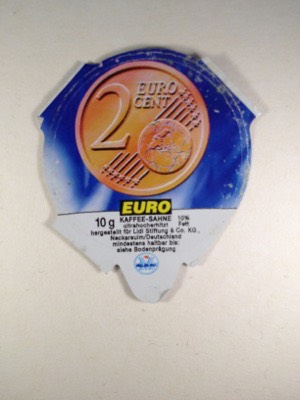 2 EURO
CENT
EURO
10 g KAFFEE-SAHNE 10%
ultrahocherhitzt Fett
hergestellt für Lidl Stiftung & Co. KG.,
Neckarsulm/Deutschland
mindestens haltbar bis:
siehe Bodenprägung